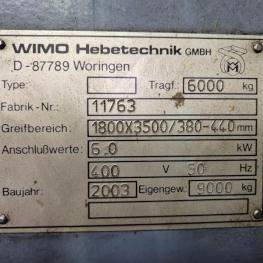 WIMO Hebetechnik GMBH
D-87789 Woringen
Type: Tragf.: 6000 kg
Fabrik-Nr.: 11763
Greifbereich: 1800X3500/380-440 mm
Anschlußwerte: 6.0 kW
400 V 50 Hz
Baujahr: 2003 Eigengew. 9000 kg